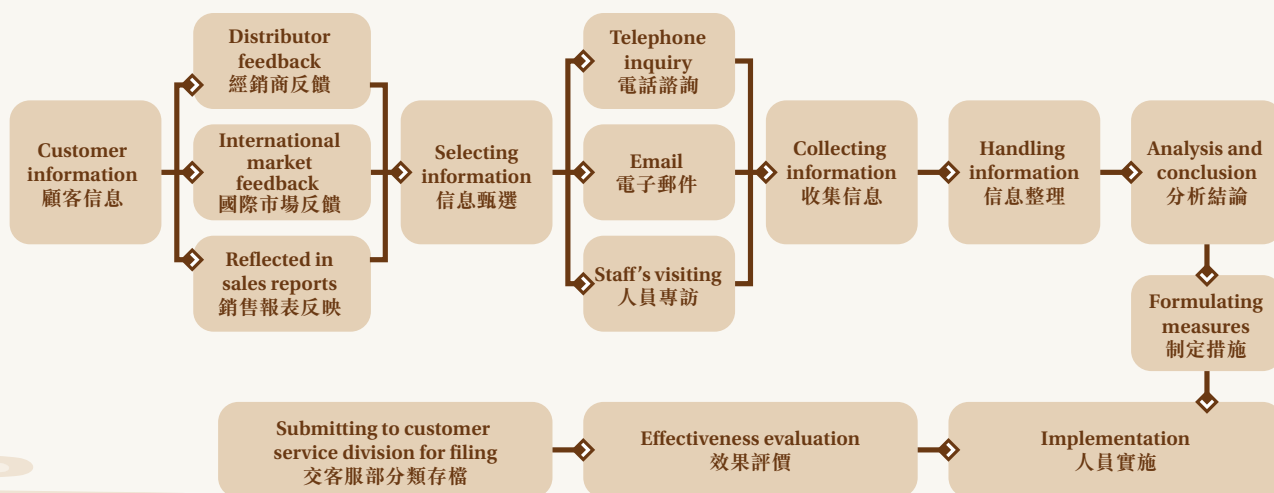 Customer
information
顧客信息
Distributor
feedback
經銷商反饋
International
market
feedback
國際市場反饋
Reflected in
sales reports
銷售報表反映
Selecting
information
信息甄選
Telephone
inquiry
電話諮詢
Email
電子郵件
Staff’s visiting
人員專訪
Collecting
information
收集信息
Handling
information
信息整理
Analysis and
conclusion
分析結論
Formulating
measures
制定措施
Submitting to customer
service division for filing
交客服部分類存檔
Effectiveness evaluation
效果評價
Implementation
人員實施